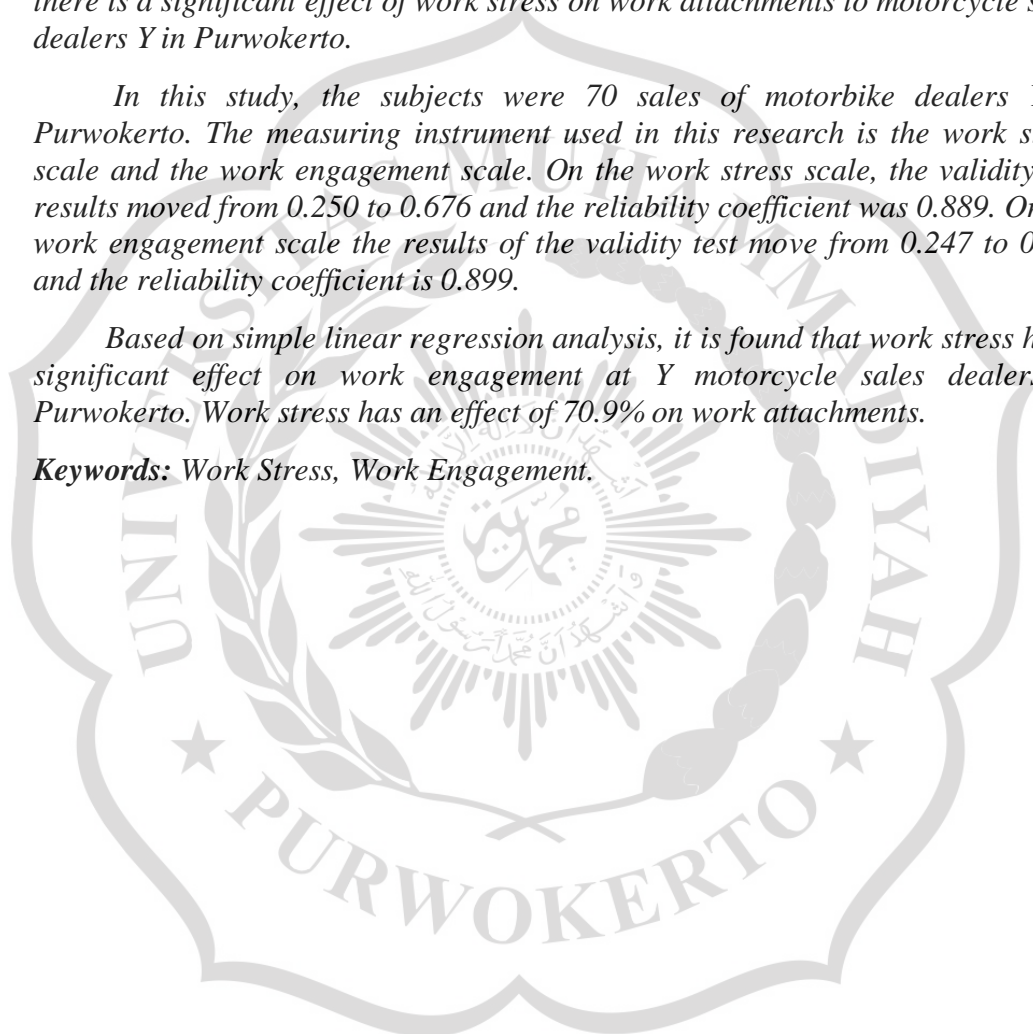 there is a significant effect of work stress on work attachments to motorcycle s
dealers Y in Purwokerto.
In this study, the subjects were 70 sales of motorbike dealers
Purwokerto. The measuring instrument used in this research is the work s
scale and the work engagement scale. On the work stress scale, the validity
results moved from 0.250 to 0.676 and the reliability coefficient was 0.889. On
work engagement scale the results of the validity test move from 0.247 to 0
and the reliability coefficient is 0.899.
Based on simple linear regression analysis, it is found that work stress h
significant effect on work engagement at Y motorcycle sales dealers
Purwokerto. Work stress has an effect of 70.9% on work attachments.
Keywords: Work Stress, Work Engagement.
UNIVERSITAS MUHAMMADIYAH
PURWOKERTO